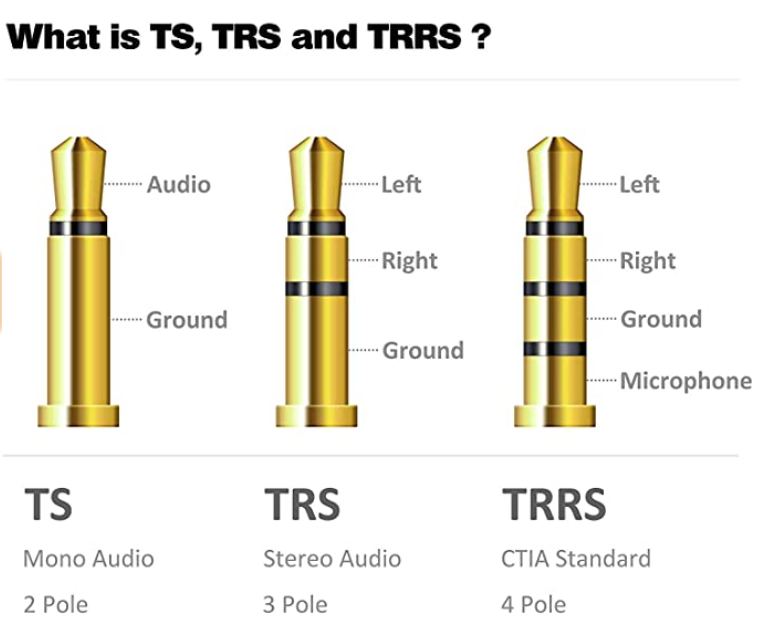 What is TS, TRS and TRRS ?
Audio
Ground
Left
Right
Ground
Left
Right
Ground
Microphone
TS
Mono Audio
2 Pole
TRS
Stereo Audio
3 Pole
TRRS
CTIA Standard
4 Pole